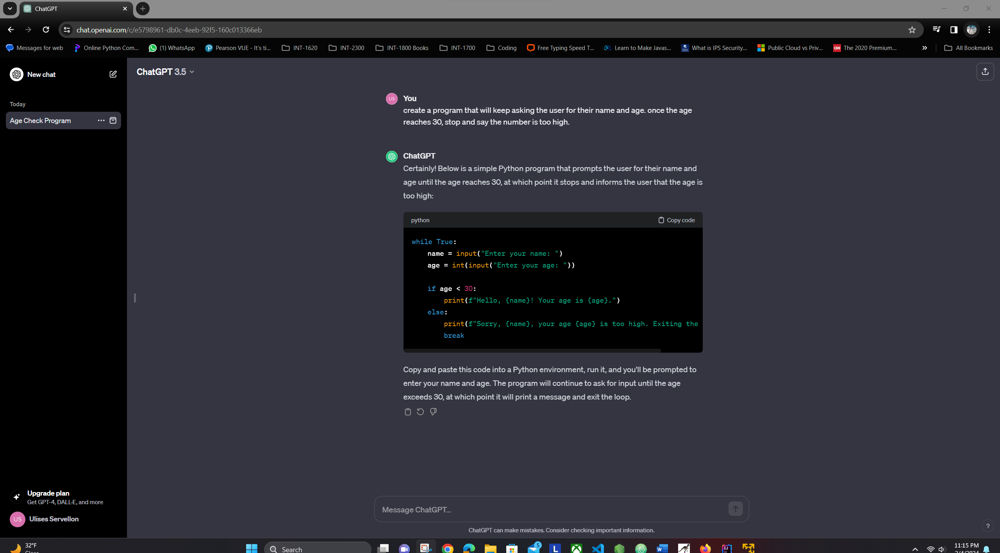 ChatGPT
chat.openai.com/c/e5798961-db0c-4eeb-92f5-160c013366eb
Messages for web
Online Python Com...
(1) WhatsApp
Pearson VUE - It's ti...
INT-1620
INT-2300
INT-1800 Books
INT-1700
Coding
Free Typing Speed T...
Learn to Make Javas...
What is IPS Security...
Public Cloud vs Priv...
CNN
The 2020 Premium...
All Bookmarks
New chat
Today
Age Check Program
ChatGPT 3.5
US
You
create a program that will keep asking the user for their name and age. once the age
reaches 30, stop and say the number is too high.
ChatGPT
Certainly! Below is a simple Python program that prompts the user for their name and
age until the age reaches 30, at which point it stops and informs the user that the age is
too high:
python
Copy code
while True:
    name = input("Enter your name: ")
    age = int(input("Enter your age: "))
    if age < 30:
        print(f"Hello, {name}! Your age is {age}.")
    else:
        print(f"Sorry, {name}, your age {age} is too high. Exiting the
        break
Copy and paste this code into a Python environment, run it, and you'll be prompted to
enter your name and age. The program will continue to ask for input until the age
exceeds 30, at which point it will print a message and exit the loop.
Upgrade plan
Get GPT-4, DALL·E, and more
US
Ulises Servellon
Message ChatGPT...
ChatGPT can make mistakes. Consider checking important information.
?
32°F
Clear
Search
5
L
W
IJ
11:15 PM
2/4/2024